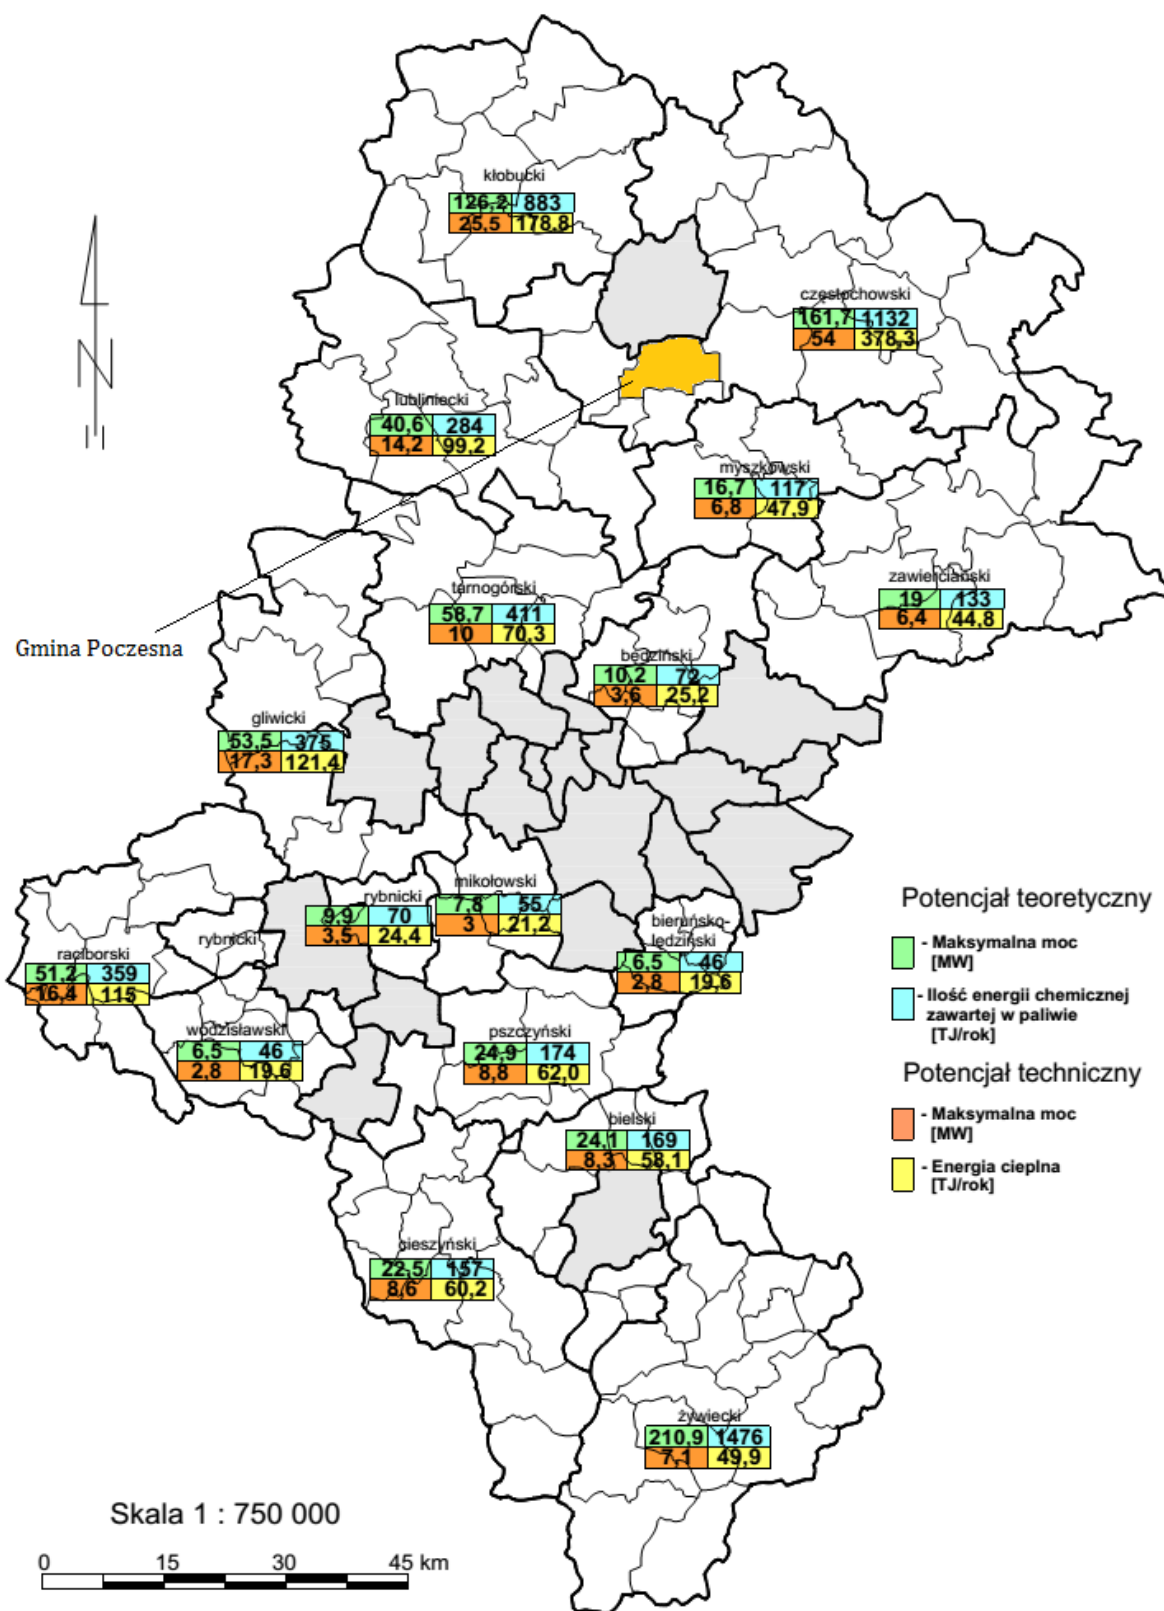 kłobucki
126,2 883
25,5 178.8
częstochowski
161,7 1132
54 378,3
lubliniecki
40,6 284
14,2 99,2
myszkowski
16,7 117
6,8 47,9
zawierciański
19 133
6,4 44,8
tarnogórski
58,7 411
10 70,3
Gmina Poczesna
będziński
10,2 72
3,6 25,2
gliwicki
53,5 375
17,3 121,4
mikołowski
7,8 55
3 21,2
rybnicki
9,9 70
3,5 24,4
rybnicki
bieruńsko-
lędziński
6,5 46
2,8 19,6
raciborski
51,2 359
16,4 115
wodzisławski
6,5 46
2,8 19,6
pszczyński
24,9 174
8,8 62,0
bielski
24,1 169
8,3 58,1
cieszyński
22,5 157
8,6 60,2
żywiecki
210,9 1476
7,1 49,9
Potencjał teoretyczny
- Maksymalna moc
[MW]
- Ilość energii chemicznej
zawartej w paliwie
[TJ/rok]
Potencjał techniczny
- Maksymalna moc
[MW]
- Energia cieplna
[TJ/rok]
Skala 1 : 750 000
0 15 30 45 km
N